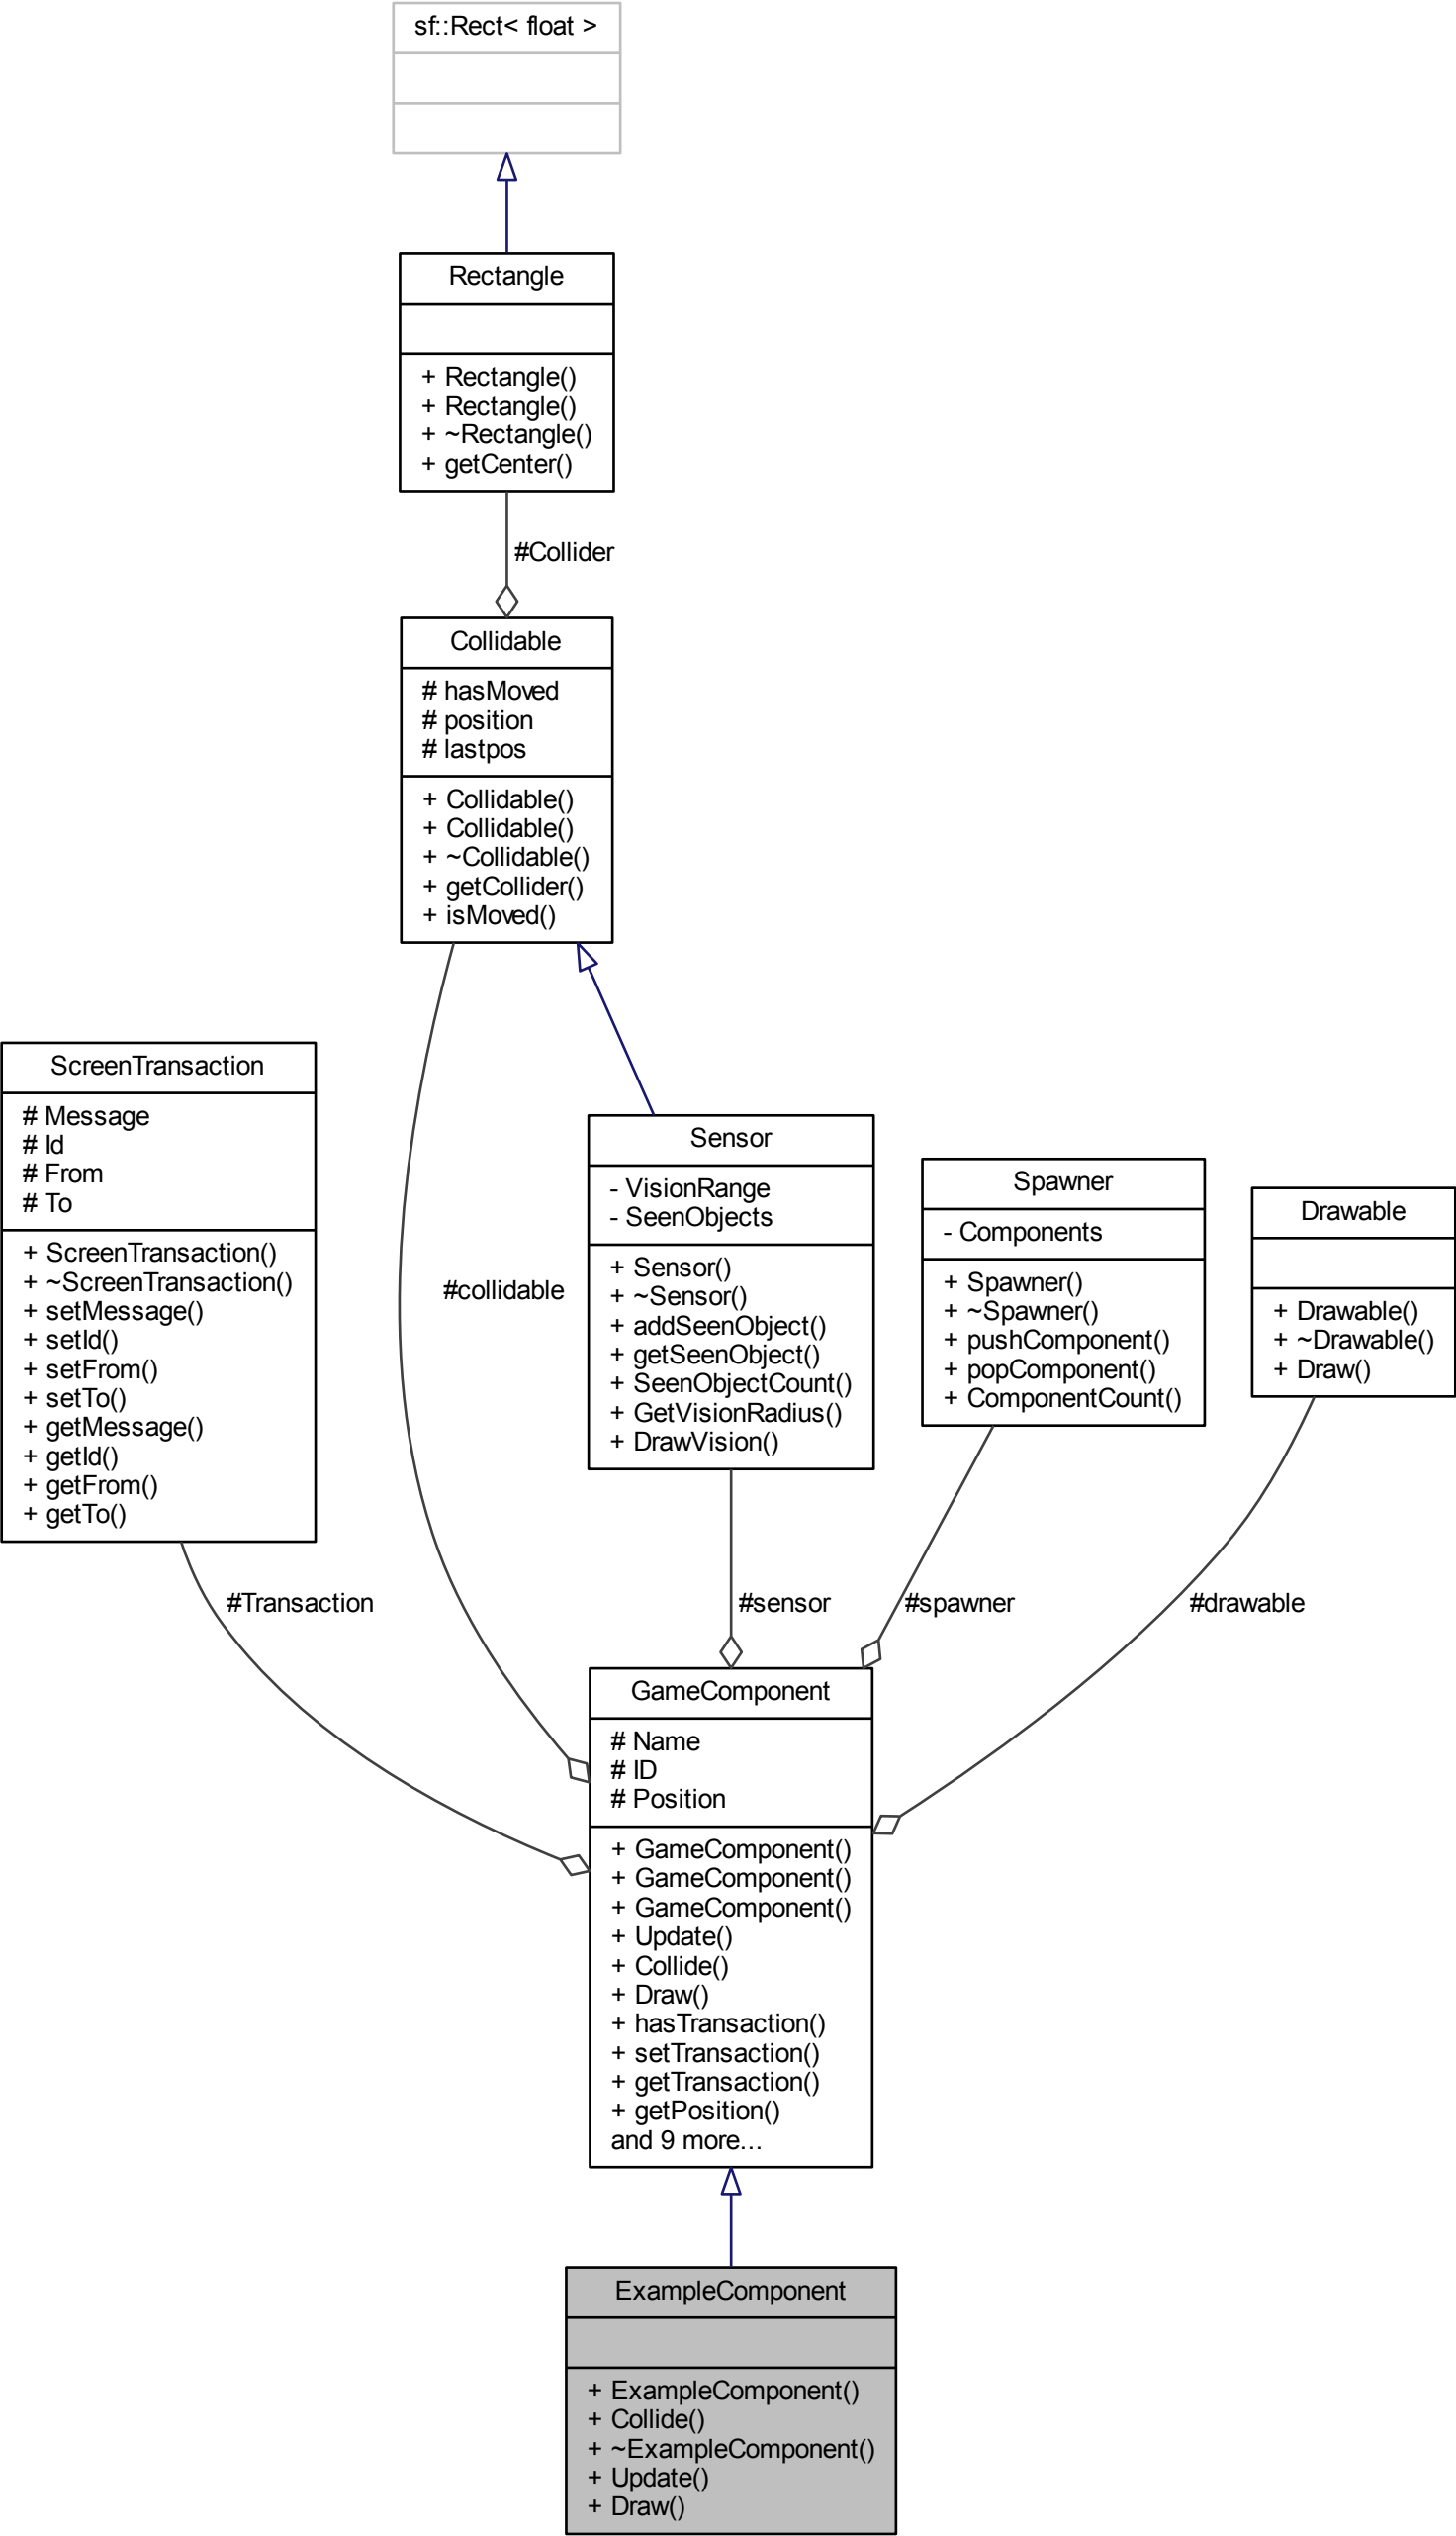 sf::Rect< float >
Rectangle
+ Rectangle()
+ Rectangle()
+ ~Rectangle()
+ getCenter()
#Collider
Collidable
# hasMoved
# position
# lastpos
+ Collidable()
+ Collidable()
+ ~Collidable()
+ getCollider()
+ isMoved()
ScreenTransaction
# Message
# Id
# From
# To
+ ScreenTransaction()
+ ~ScreenTransaction()
+ setMessage()
+ setId()
+ setFrom()
+ setTo()
+ getMessage()
+ getId()
+ getFrom()
+ getTo()
#collidable
Sensor
- VisionRange
- SeenObjects
+ Sensor()
+ ~Sensor()
+ addSeenObject()
+ getSeenObject()
+ SeenObjectCount()
+ GetVisionRadius()
+ DrawVision()
Spawner
- Components
+ Spawner()
+ ~Spawner()
+ pushComponent()
+ popComponent()
+ ComponentCount()
Drawable
+ Drawable()
+ ~Drawable()
+ Draw()
#Transaction
#sensor
#spawner
#drawable
GameComponent
# Name
# ID
# Position
+ GameComponent()
+ GameComponent()
+ GameComponent()
+ Update()
+ Collide()
+ Draw()
+ hasTransaction()
+ setTransaction()
+ getTransaction()
+ getPosition()
and 9 more...
ExampleComponent
+ ExampleComponent()
+ Collide()
+ ~ExampleComponent()
+ Update()
+ Draw()